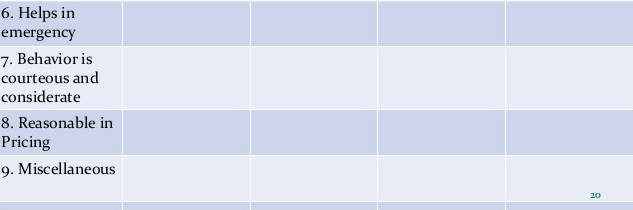 6. Helps in
emergency
7. Behavior is
courteous and
considerate
8. Reasonable in
Pricing
9. Miscellaneous
20